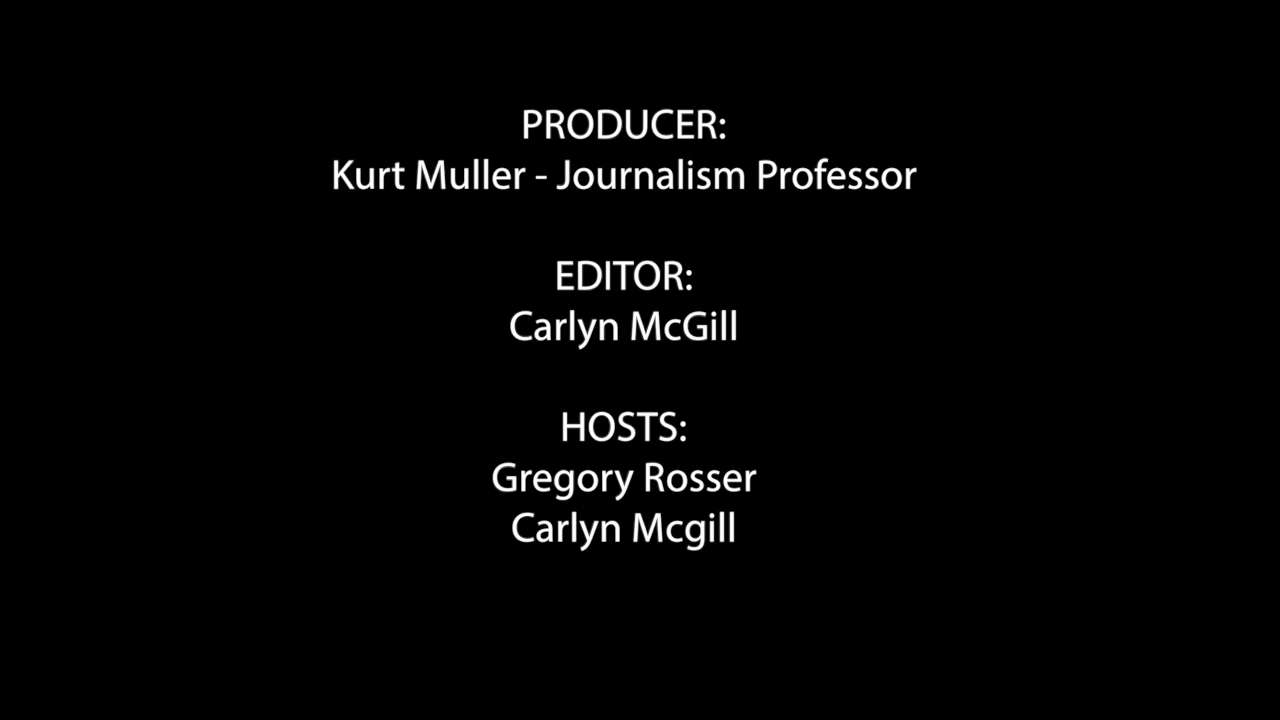 PRODUCER:
Kurt Muller - Journalism Professor
EDITOR:
Carlyn McGill
HOSTS:
Gregory Rosser
Carlyn Mcgill